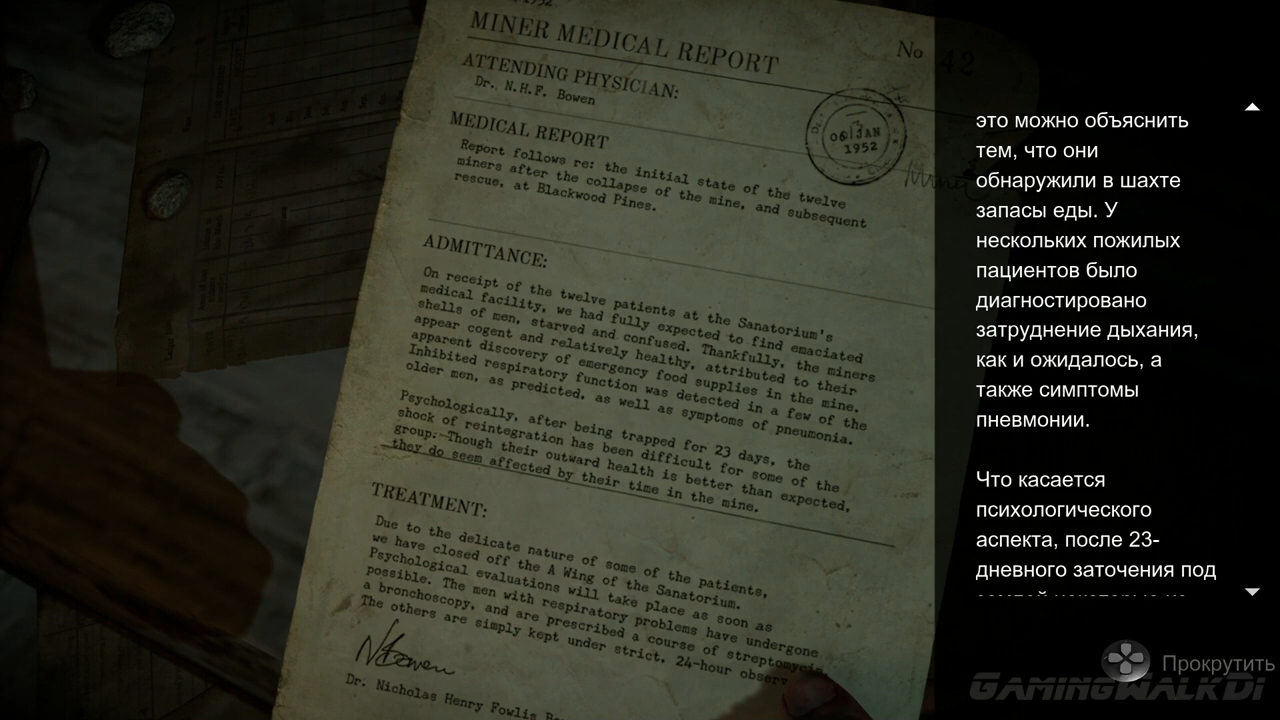 1952
MINER MEDICAL REPORT
No 42
ATTENDING PHYSICIAN:
Dr. N.H.F. Bowen
06 JAN
1952
MEDICAL REPORT
Report follows re: the initial state of the twelve
miners after the collapse of the mine, and subsequent
rescue, at Blackwood Pines.
ADMITTANCE:
On receipt of the twelve patients at the Sanatorium's
medical facility, we had fully expected to find emaciated
shells of men, starved and confused. Thankfully, the miners
appear cogent and relatively healthy, attributed to their
apparent discovery of emergency food supplies in the mine.
Inhibited respiratory function was detected in a few of the
older men, as predicted, as well as symptoms of pneumonia.
Psychologically, after being trapped for 23 days, the
shock of reintegration has been difficult for some of the
group. Though their outward health is better than expected,
they do seem affected by their time in the mine.
TREATMENT:
Due to the delicate nature of some of the patients,
we have closed off the A Wing of the Sanatorium.
Psychological evaluations will take place as soon as
possible. The men with respiratory problems have undergone
a bronchoscopy, and are prescribed a course of streptomycin.
The others are simply kept under strict, 24-hour observ
NBowen
Dr. Nicholas Henry Fowlis Bo
это можно объяснить
тем, что они
обнаружили в шахте
запасы еды. У
нескольких пожилых
пациентов было
диагностировано
затруднение дыхания,
как и ожидалось, а
также симптомы
пневмонии.
Что касается
психологического
аспекта, после 23-
дневного заточения под
Прокрутить
GAMINGWALKDI